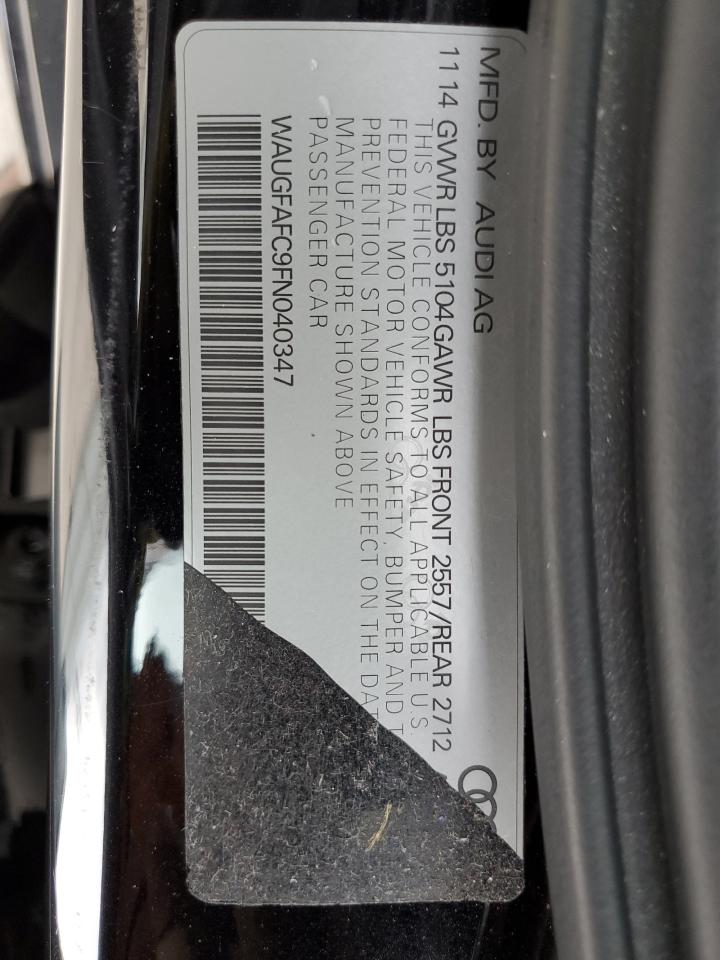 MFD. BY AUDI AG
11 14 GVWR LBS 5104 GAWR LBS FRONT 2557/REAR 2712
THIS VEHICLE CONFORMS TO ALL APPLICABLE U.S.
FEDERAL MOTOR VEHICLE SAFETY, BUMPER AND
PREVENTION STANDARDS IN EFFECT ON THE
MANUFACTURE SHOWN ABOVE
PASSENGER CAR
WAUGFAFC9FN040347